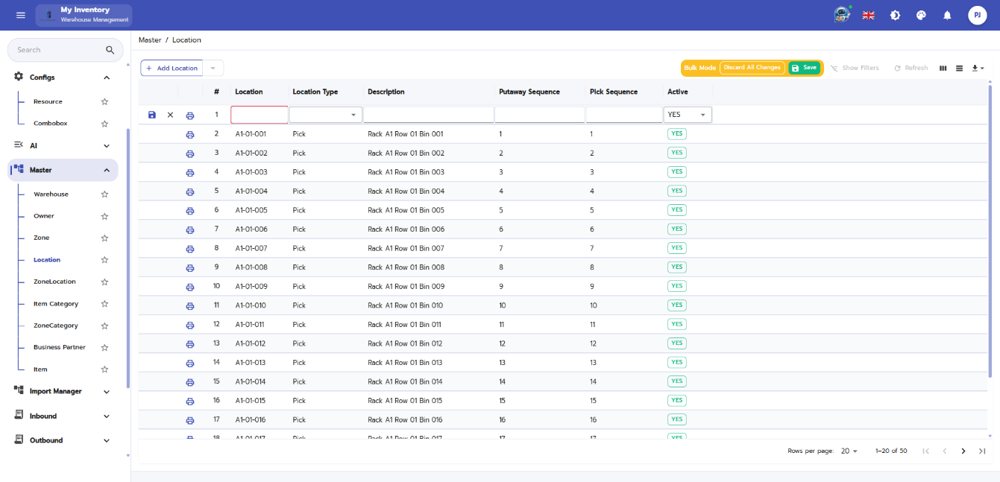 My Inventory
Warehouse Management
PJ
Search
Configs
Resource
Combobox
AI
Master
Warehouse
Owner
Zone
Location
ZoneLocation
Item Category
ZoneCategory
Business Partner
Item
Import Manager
Inbound
Outbound
Master / Location
+ Add Location
Bulk Mode Discard All Changes Save Show Filters Refresh
# Location Location Type Description Putaway Sequence Pick Sequence Active
1 YES
2 A1-01-001 Pick Rack A1 Row 01 Bin 001 1 1 YES
3 A1-01-002 Pick Rack A1 Row 01 Bin 002 2 2 YES
4 A1-01-003 Pick Rack A1 Row 01 Bin 003 3 3 YES
5 A1-01-004 Pick Rack A1 Row 01 Bin 004 4 4 YES
6 A1-01-005 Pick Rack A1 Row 01 Bin 005 5 5 YES
7 A1-01-006 Pick Rack A1 Row 01 Bin 006 6 6 YES
8 A1-01-007 Pick Rack A1 Row 01 Bin 007 7 7 YES
9 A1-01-008 Pick Rack A1 Row 01 Bin 008 8 8 YES
10 A1-01-009 Pick Rack A1 Row 01 Bin 009 9 9 YES
11 A1-01-010 Pick Rack A1 Row 01 Bin 010 10 10 YES
12 A1-01-011 Pick Rack A1 Row 01 Bin 011 11 11 YES
13 A1-01-012 Pick Rack A1 Row 01 Bin 012 12 12 YES
14 A1-01-013 Pick Rack A1 Row 01 Bin 013 13 13 YES
15 A1-01-014 Pick Rack A1 Row 01 Bin 014 14 14 YES
16 A1-01-015 Pick Rack A1 Row 01 Bin 015 15 15 YES
17 A1-01-016 Pick Rack A1 Row 01 Bin 016 16 16 YES
18 A1-01-017 Pick Rack A1 Row 01 Bin 017 17 17 YES
Rows per page: 20 1–20 of 50